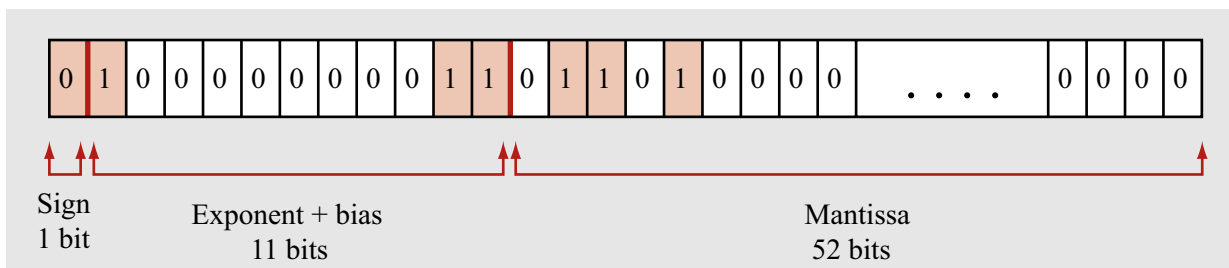 0 1 0 0 0 0 0 0 0 0 1 1 0 1 1 0 1 0 0 0 0 . . . . 0 0 0 0
Sign Exponent + bias Mantissa
1 bit 11 bits 52 bits